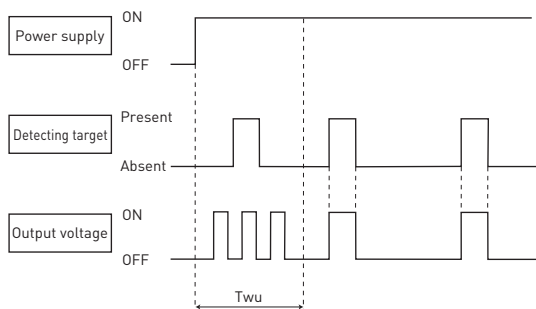 Power supply
ON
OFF
Detecting target
Present
Absent
Output voltage
ON
OFF
Twu